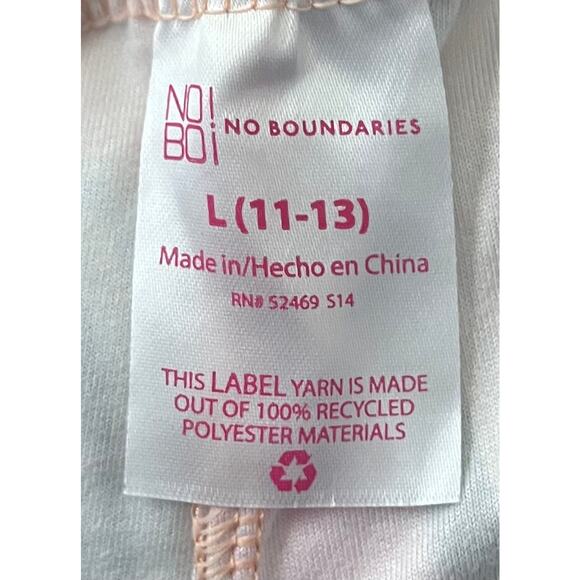 NO!
BO¡
NO BOUNDARIES
L (11-13)
Made in/Hecho en China
RN# 52469 S14
THIS LABEL YARN IS MADE
OUT OF 100% RECYCLED
POLYESTER MATERIALS